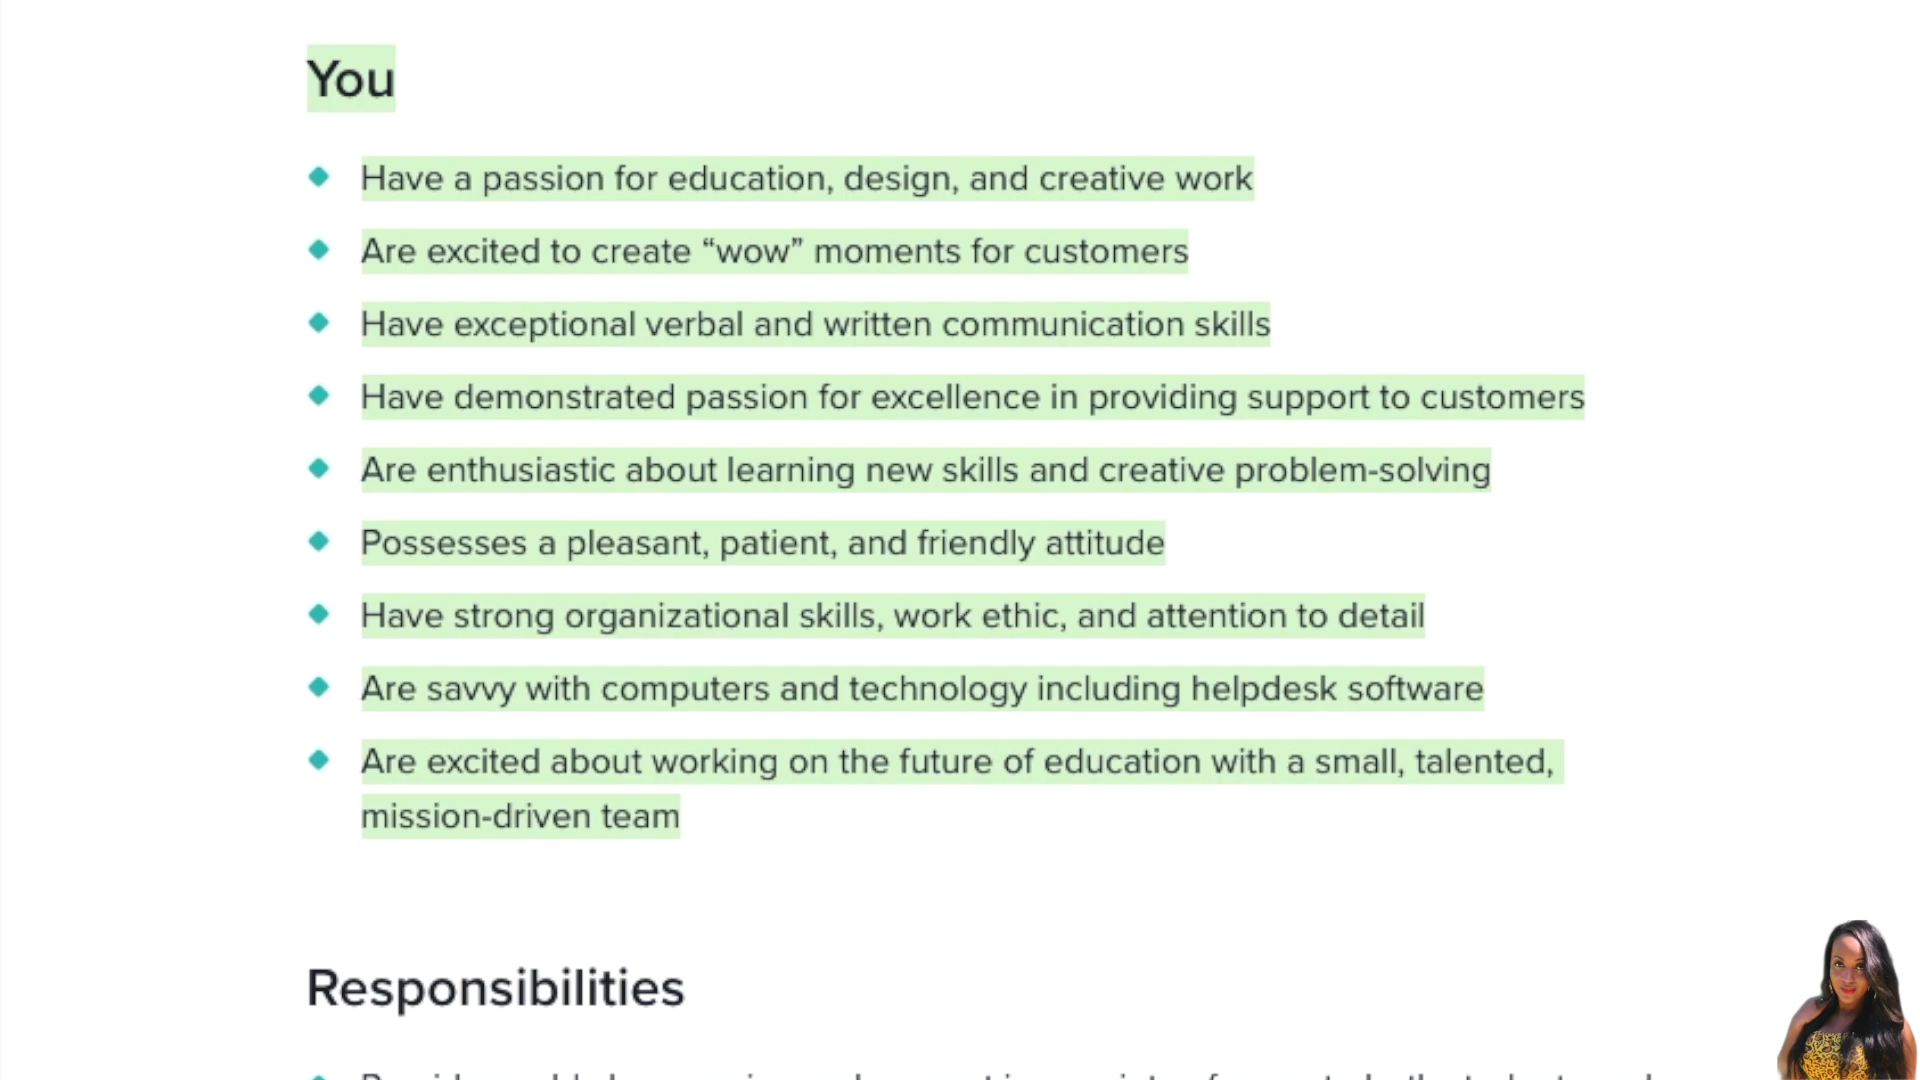 You
Have a passion for education, design, and creative work
Are excited to create “wow” moments for customers
Have exceptional verbal and written communication skills
Have demonstrated passion for excellence in providing support to customers
Are enthusiastic about learning new skills and creative problem-solving
Possesses a pleasant, patient, and friendly attitude
Have strong organizational skills, work ethic, and attention to detail
Are savvy with computers and technology including helpdesk software
Are excited about working on the future of education with a small, talented,
mission-driven team
Responsibilities